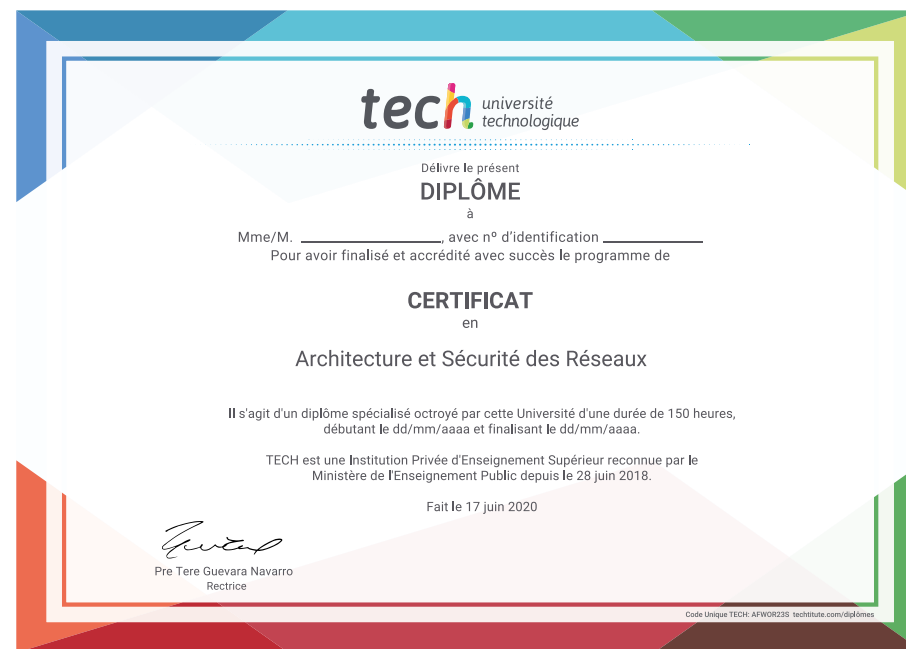 tech université
technologique
Délivre le présent
DIPLÔME
à
Mme/M. ____________________, avec nº d'identification ______________
Pour avoir finalisé et accrédité avec succès le programme de
CERTIFICAT
en
Architecture et Sécurité des Réseaux
Il s'agit d'un diplôme spécialisé octroyé par cette Université d'une durée de 150 heures,
débutant le dd/mm/aaaa et finalisant le dd/mm/aaaa.
TECH est une Institution Privée d'Enseignement Supérieur reconnue par le
Ministère de l'Enseignement Public depuis le 28 juin 2018.
Fait le 17 juin 2020
Pre Tere Guevara Navarro
Rectrice
Code Unique TECH: AFWOR23S techtitute.com/diplômes